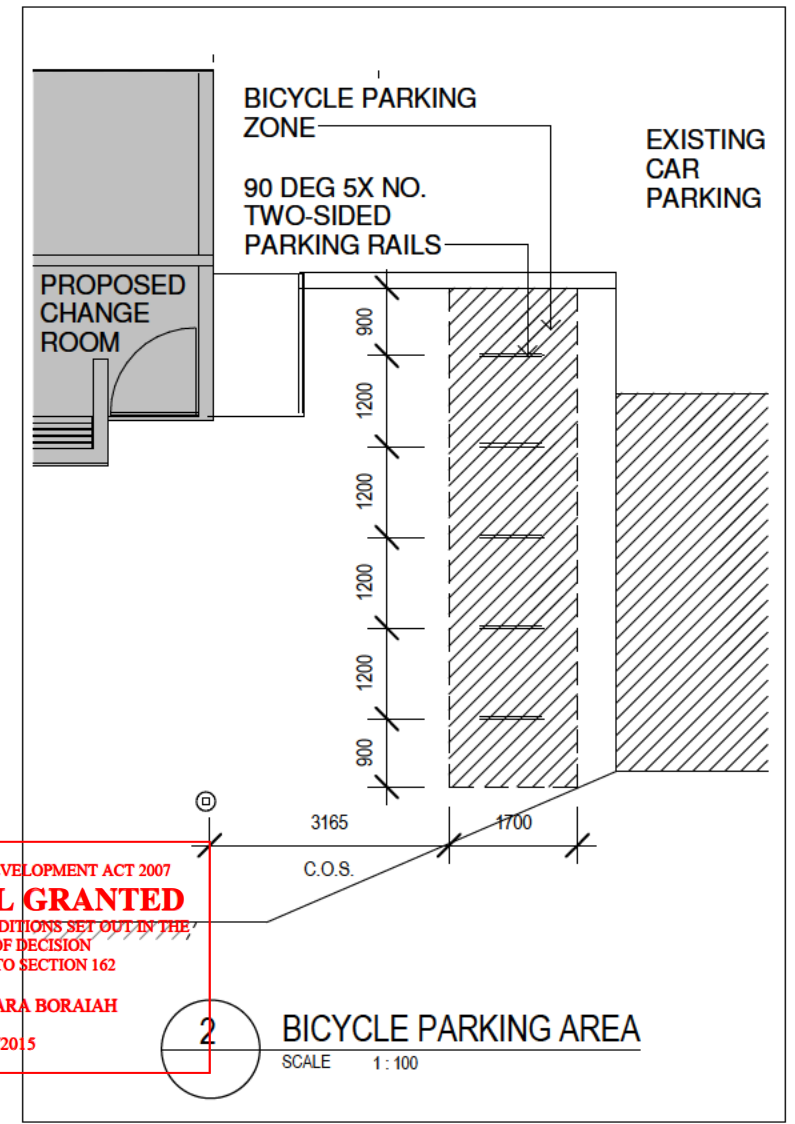 BICYCLE PARKING
ZONE
EXISTING
CAR
PARKING
90 DEG 5X NO.
TWO-SIDED
PARKING RAILS
PROPOSED
CHANGE
ROOM
900
1200
1200
1200
1200
900
3165
1700
C.O.S.
VELOPMENT ACT 2007
L GRANTED
DITIONS SET OUT IN THE
OF DECISION
TO SECTION 162
ARA BORAIAH
2015
2
BICYCLE PARKING AREA
SCALE 1 : 100